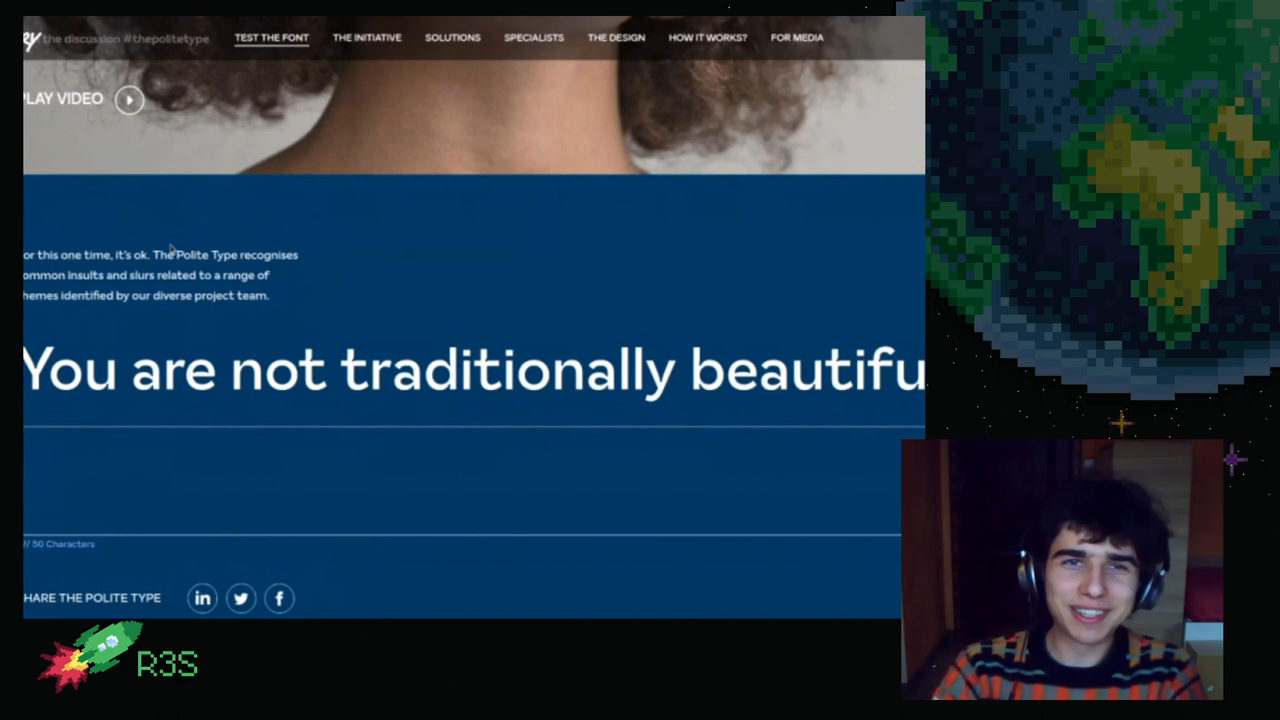 the discussion #thepolitetype TEST THE FONT THE INITIATIVE SOLUTIONS SPECIALISTS THE DESIGN HOW IT WORKS? FOR MEDIA
LAY VIDEO
or this one time, it's ok. The Polite Type recognises
ommon insults and slurs related to a range of
hemes identified by our diverse project team.
You are not traditionally beautifu
/ 50 Characters
HARE THE POLITE TYPE in f
R3S